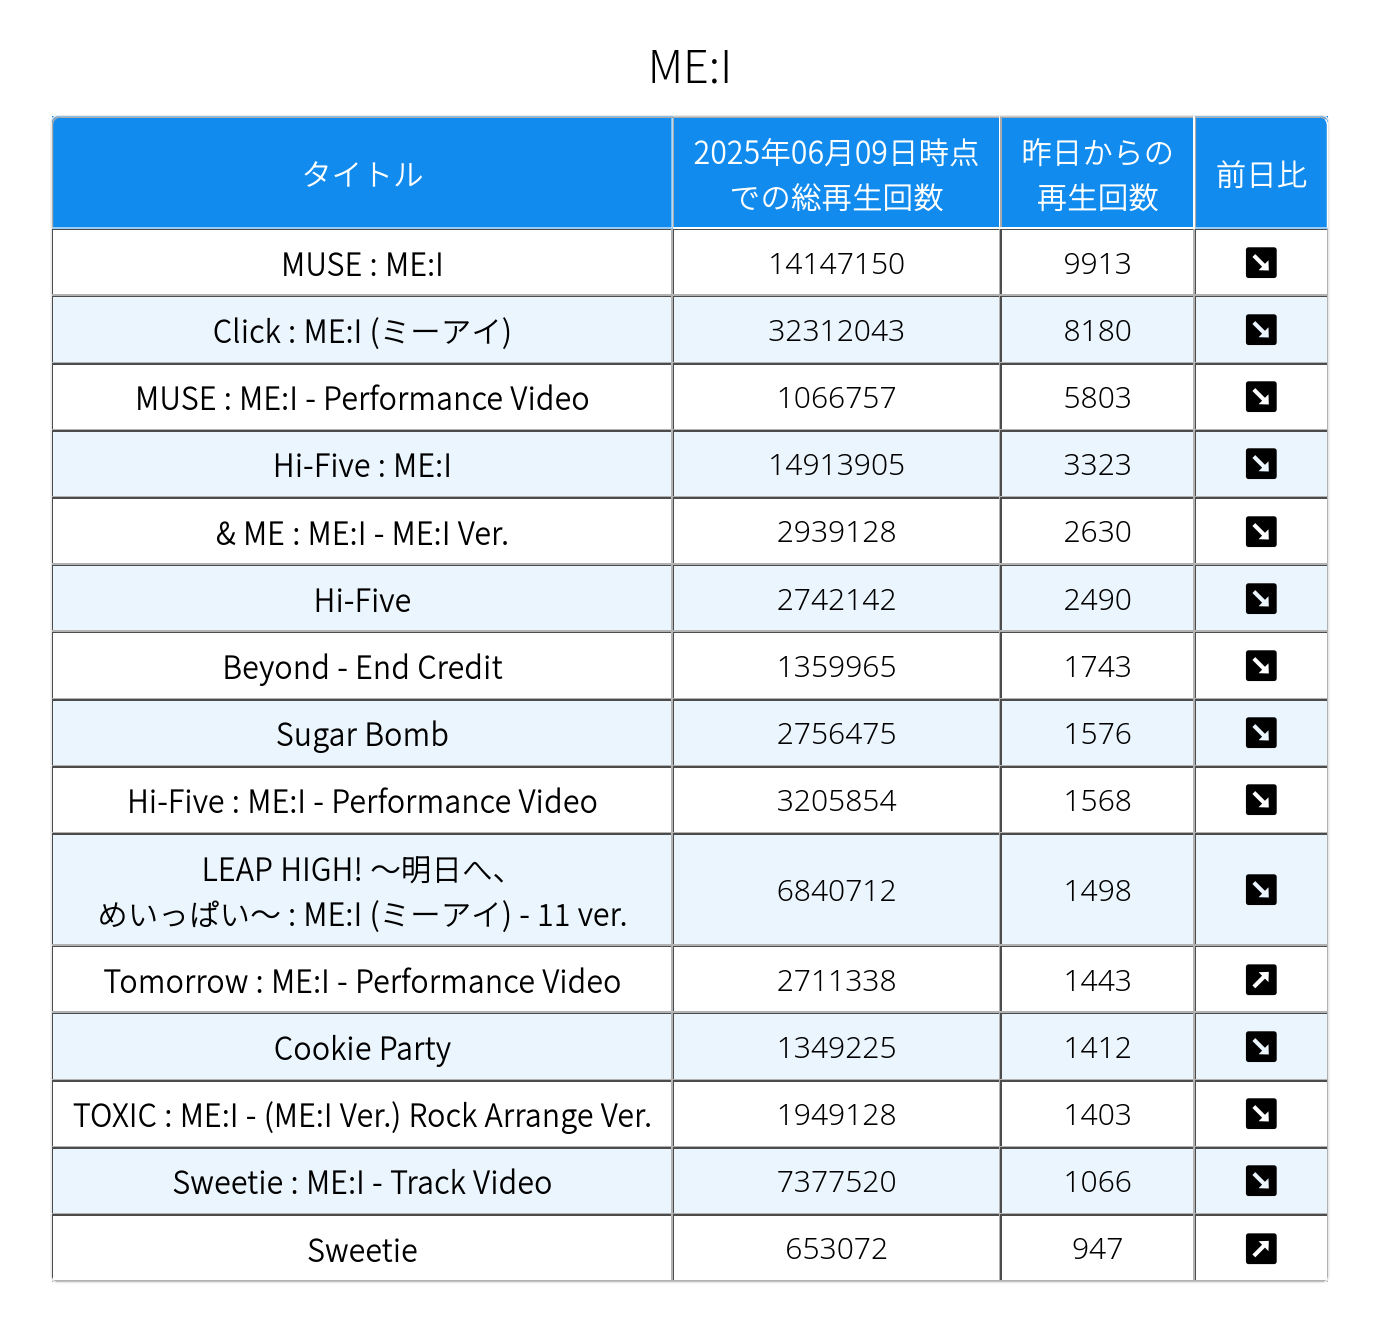 ME:I
タイトル
2025年06月09日時点
での総再生回数
昨日からの
再生回数
前日比
MUSE : ME:I 14147150 9913
Click : ME:I (ミーアイ) 32312043 8180
MUSE : ME:I - Performance Video 1066757 5803
Hi-Five : ME:I 14913905 3323
& ME : ME:I - ME:I Ver. 2939128 2630
Hi-Five 2742142 2490
Beyond - End Credit 1359965 1743
Sugar Bomb 2756475 1576
Hi-Five : ME:I - Performance Video 3205854 1568
LEAP HIGH! 〜明日へ、
めいっぱい〜 : ME:I (ミーアイ) - 11 ver. 6840712 1498
Tomorrow : ME:I - Performance Video 2711338 1443
Cookie Party 1349225 1412
TOXIC : ME:I - (ME:I Ver.) Rock Arrange Ver. 1949128 1403
Sweetie : ME:I - Track Video 7377520 1066
Sweetie 653072 947